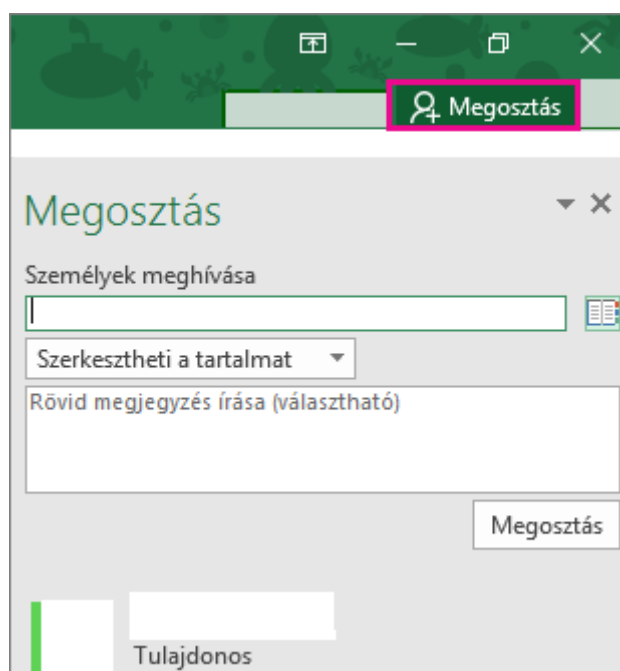 Megosztás
Megosztás
Személyek meghívása
Szerkesztheti a tartalmat
Rövid megjegyzés írása (választható)
Megosztás
Tulajdonos